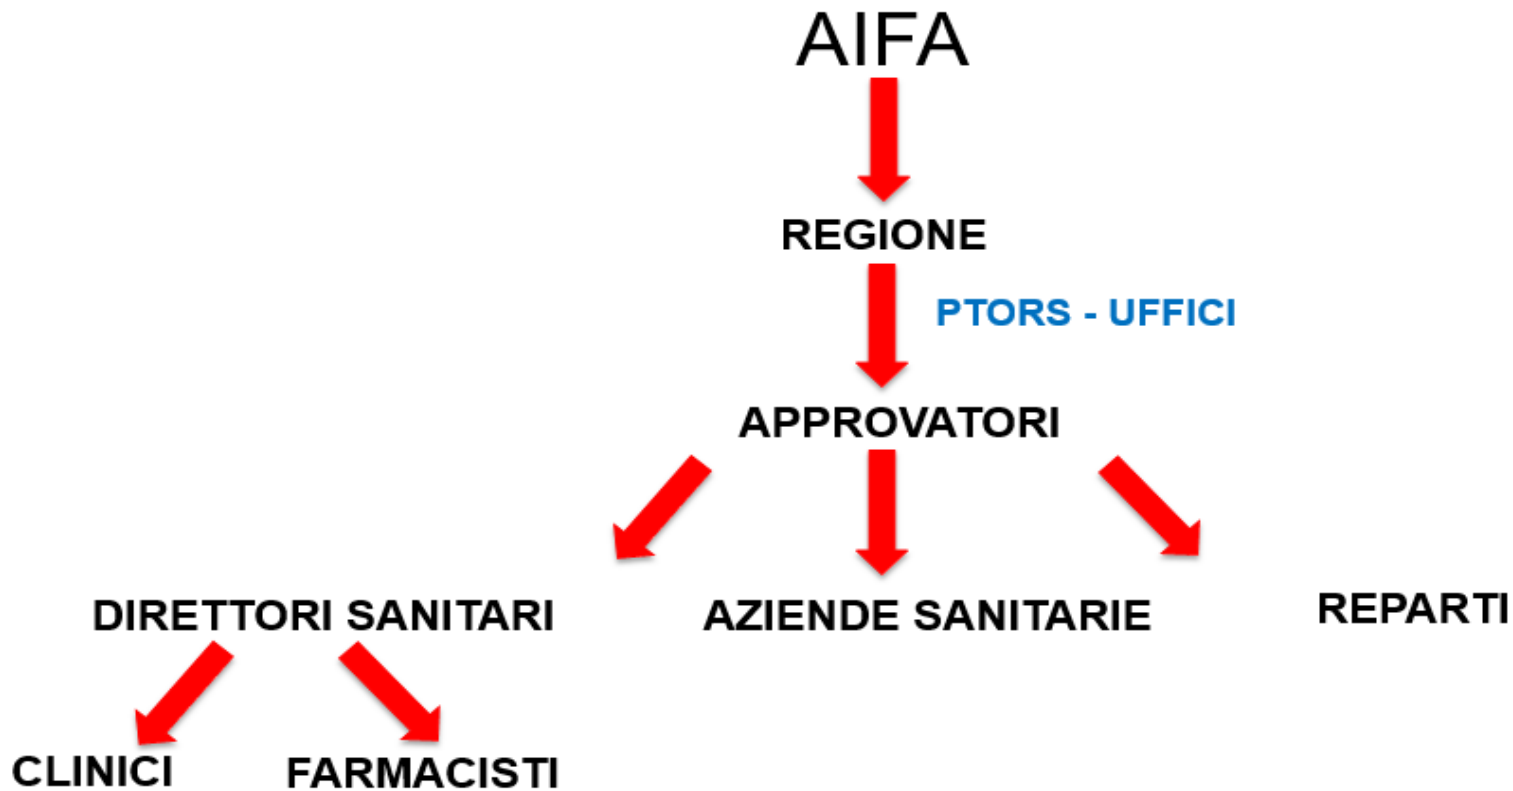 AIFA
REGIONE
PTORS - UFFICI
APPROVATORI
DIRETTORI SANITARI
AZIENDE SANITARIE
REPARTI
CLINICI
FARMACISTI